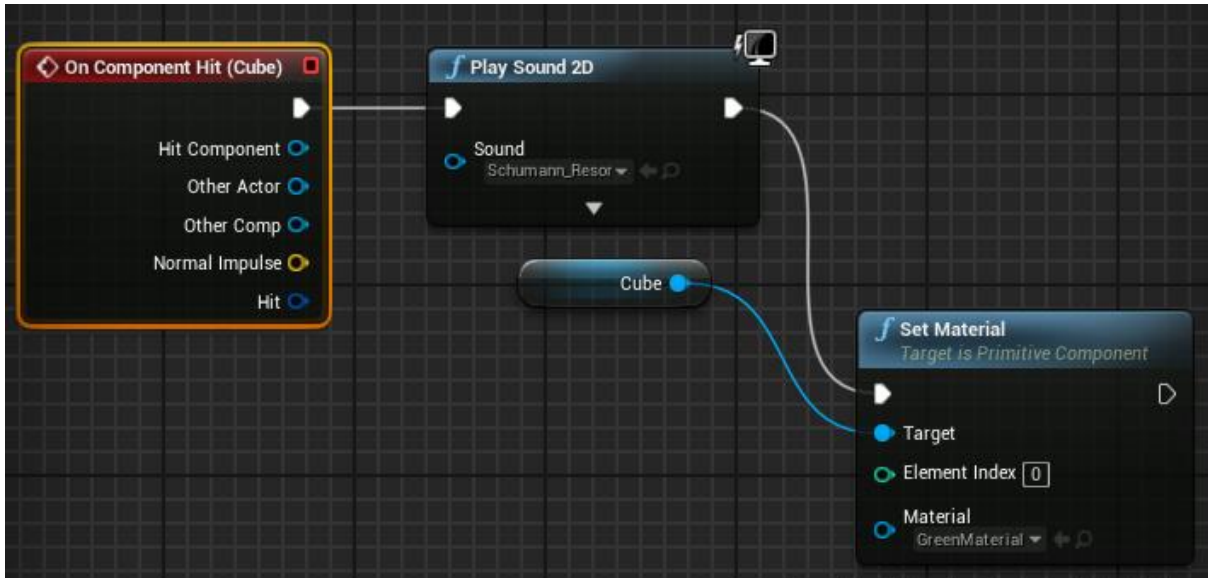 On Component Hit (Cube)
Hit Component
Other Actor
Other Comp
Normal Impulse
Hit
Play Sound 2D
Sound
Schumann_Resor
Cube
Set Material
Target is Primitive Component
Target
Element Index 0
Material
GreenMaterial